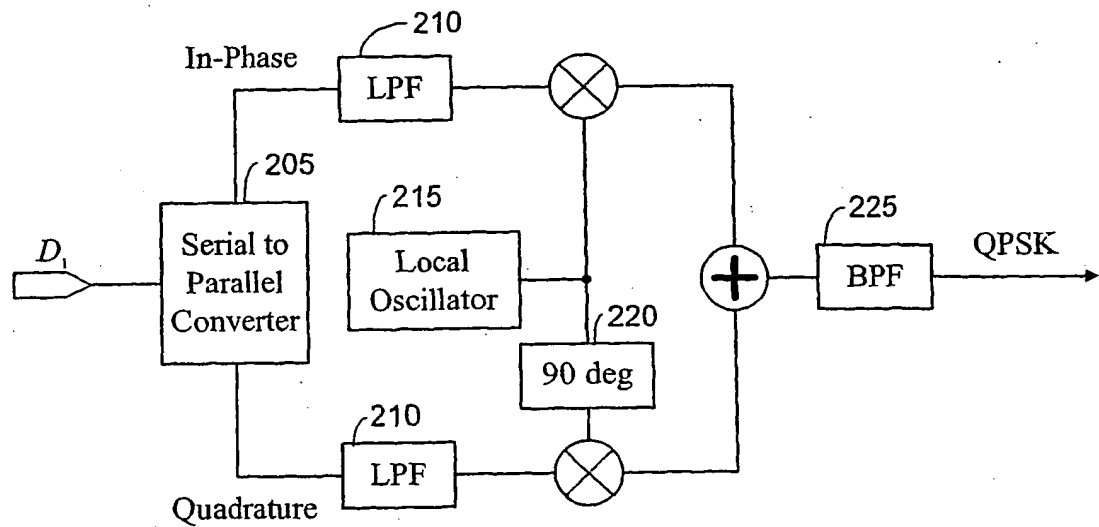 210
In-Phase
LPF
205
215
225
D1
Serial to
Parallel
Converter
Local
Oscillator
QPSK
BPF
220
90 deg
210
LPF
Quadrature